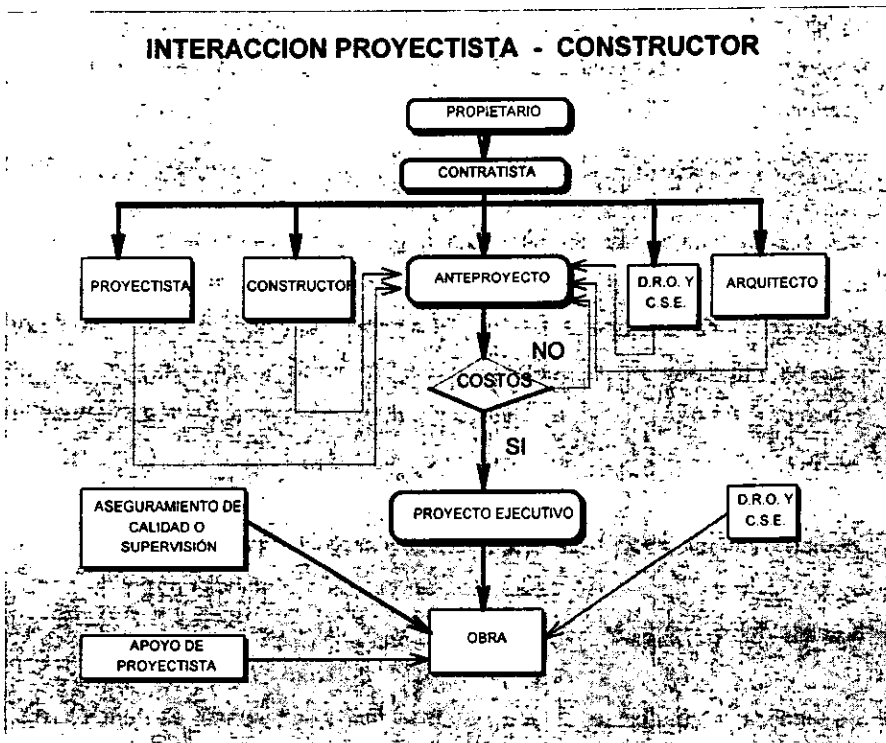 INTERACCION PROYECTISTA - CONSTRUCTOR
PROPIETARIO
CONTRATISTA
PROYECTISTA
CONSTRUCTOR
ANTEPROYECTO
D.R.O. Y
C.S.E.
ARQUITECTO
NO
COSTOS
SI
ASEGURAMIENTO DE
CALIDAD O
SUPERVISIÓN
PROYECTO EJECUTIVO
D.R.O. Y
C.S.E.
OBRA
APOYO DE
PROYECTISTA